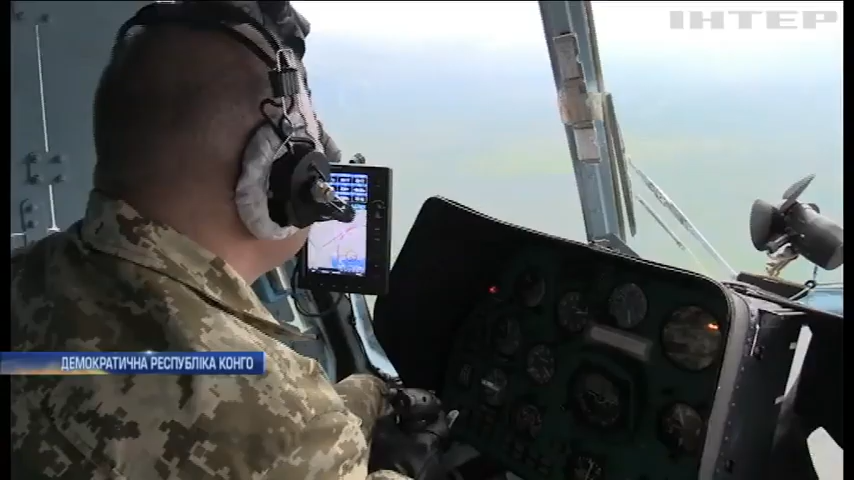 ІНТЕР
ДЕМОКРАТИЧНА РЕСПУБЛІКА КОНГО